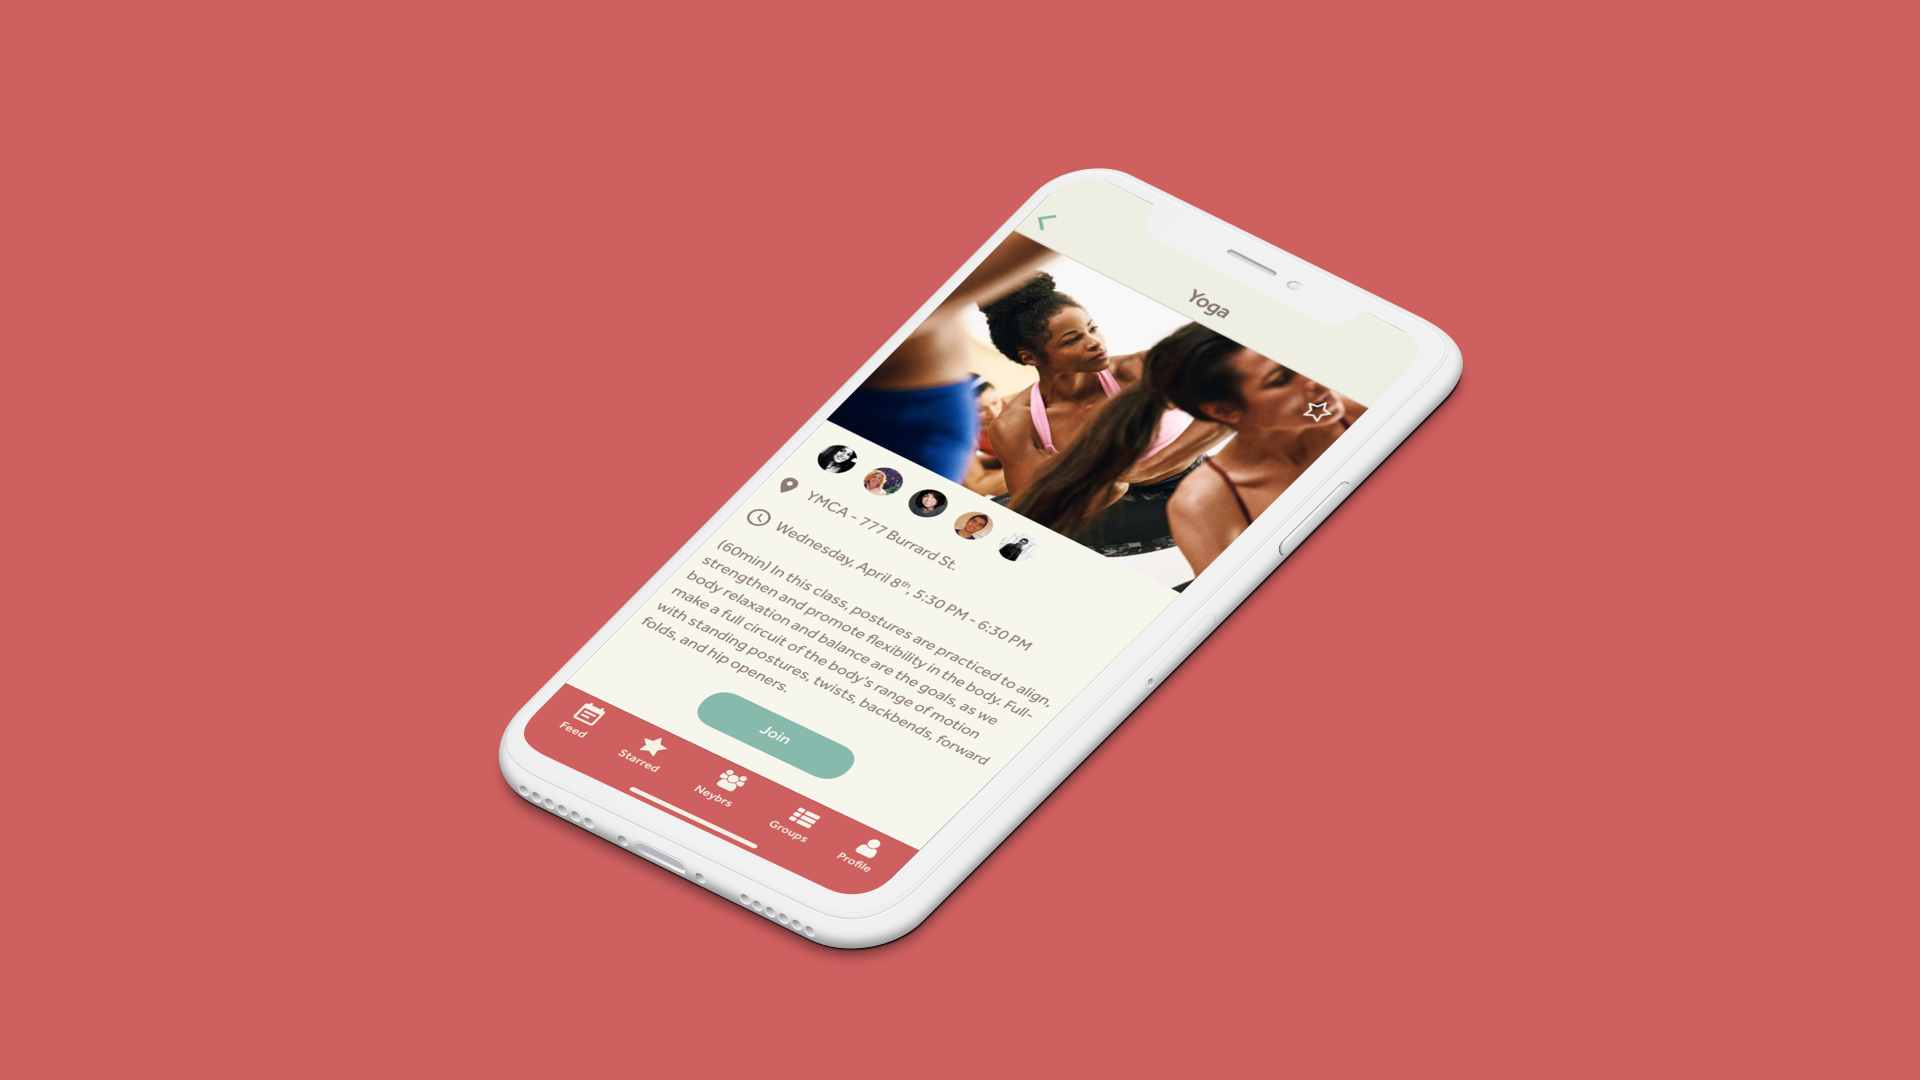 Yoga
YMCA - 777 Burrard St.
Wednesday, April 8th, 5:30 PM - 6:30 PM
(60min) In this class, postures are practiced to align,
strengthen and promote flexibility in the body. Full-
body relaxation and balance are the goals, as we
make a full circuit of the body's range of motion
with standing postures, twists, backbends, forward
folds, and hip openers.
Join
Feed
Starred
Neybrs
Groups
Profile